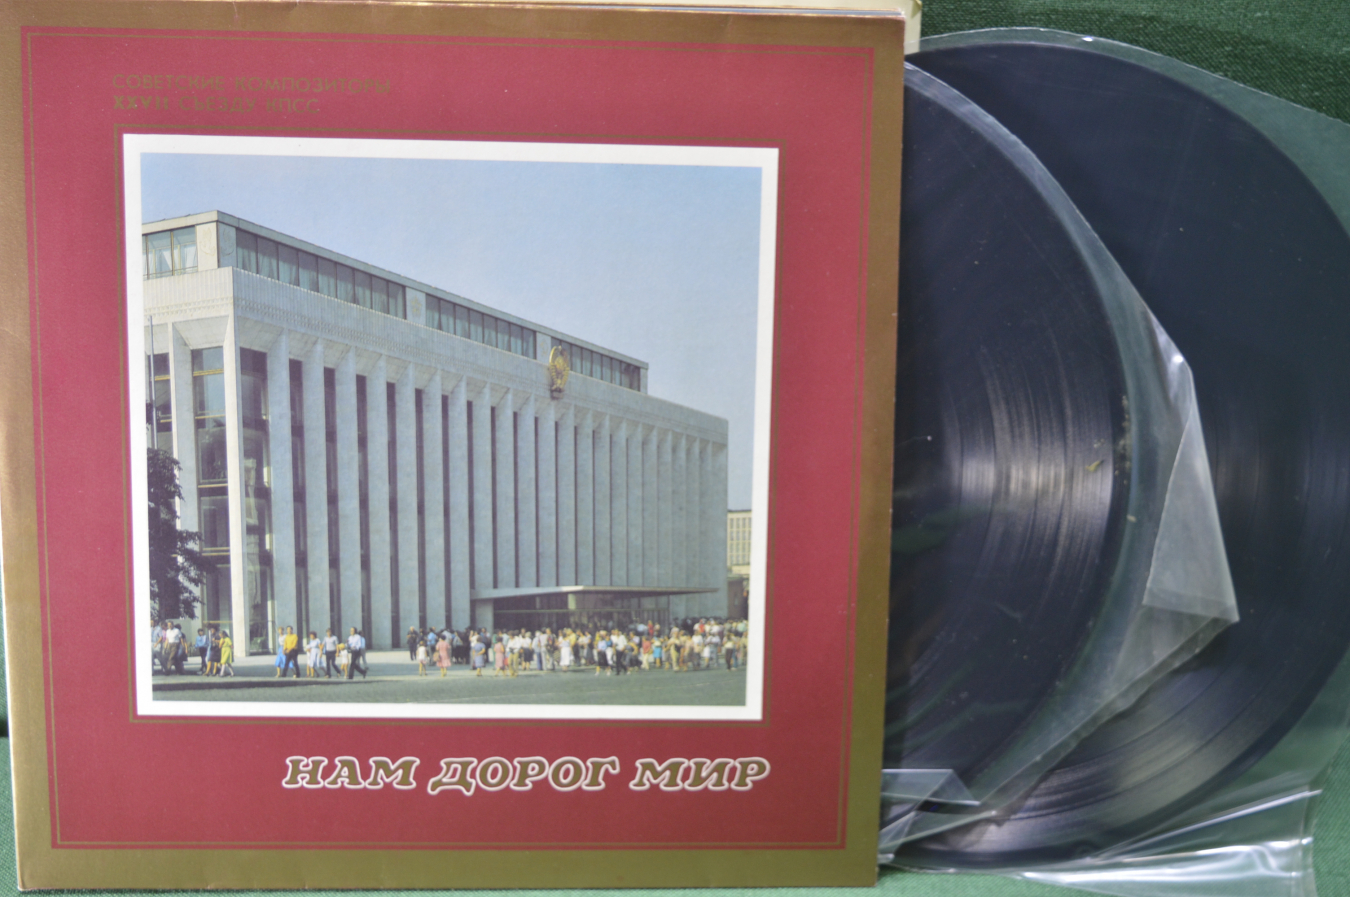 СОВЕТСКИЕ КОМПОЗИТОРЫ
XXVII СЪЕЗДУ КПСС
НАМ ДОРОГ МИР